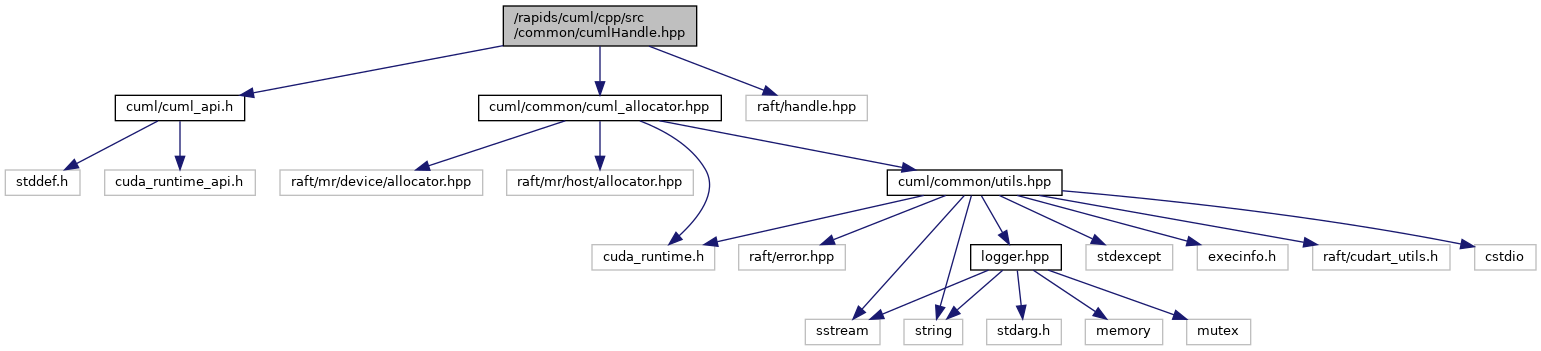 /rapids/cuml/cpp/src
/common/cumlHandle.hpp
cuml/cuml_api.h
cuml/common/cuml_allocator.hpp
raft/handle.hpp
stddef.h
cuda_runtime_api.h
raft/mr/device/allocator.hpp
raft/mr/host/allocator.hpp
cuml/common/utils.hpp
cuda_runtime.h
raft/error.hpp
logger.hpp
stdexcept
execinfo.h
raft/cudart_utils.h
cstdio
sstream
string
stdarg.h
memory
mutex